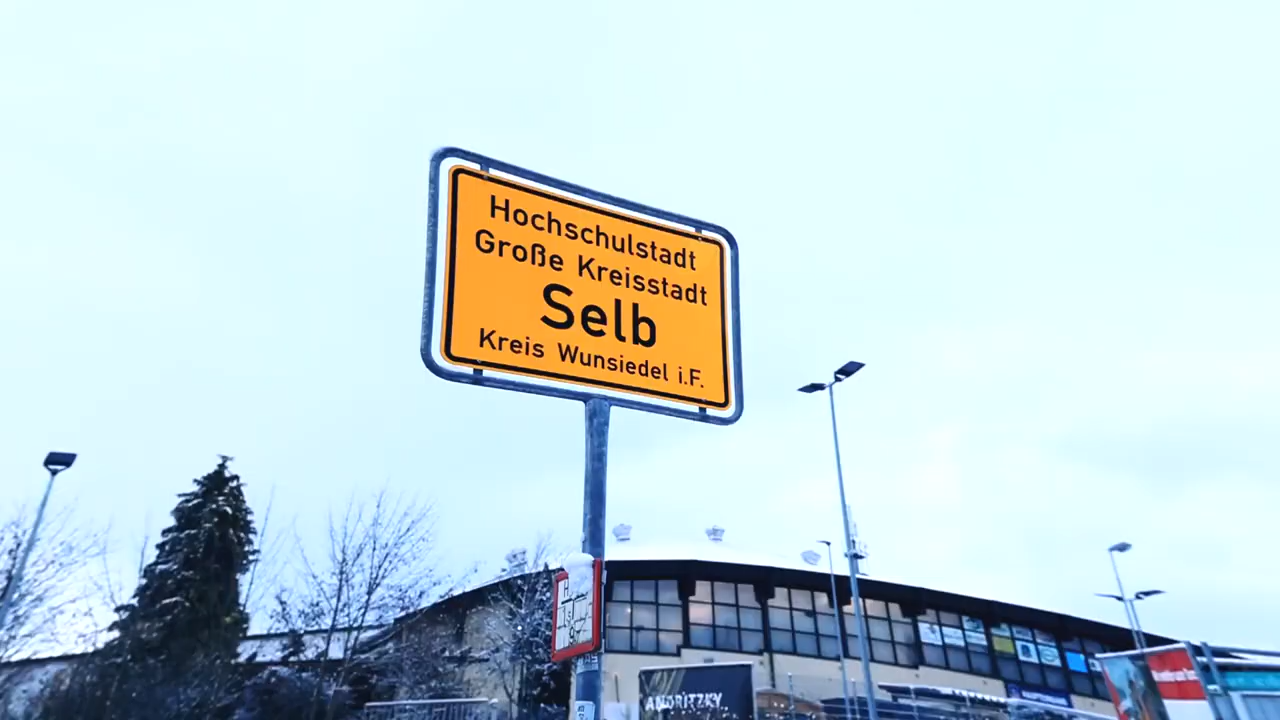 Hochschulstadt
Große Kreisstadt
Selb
Kreis Wunsiedel i.F.
H
ANDRITZKY